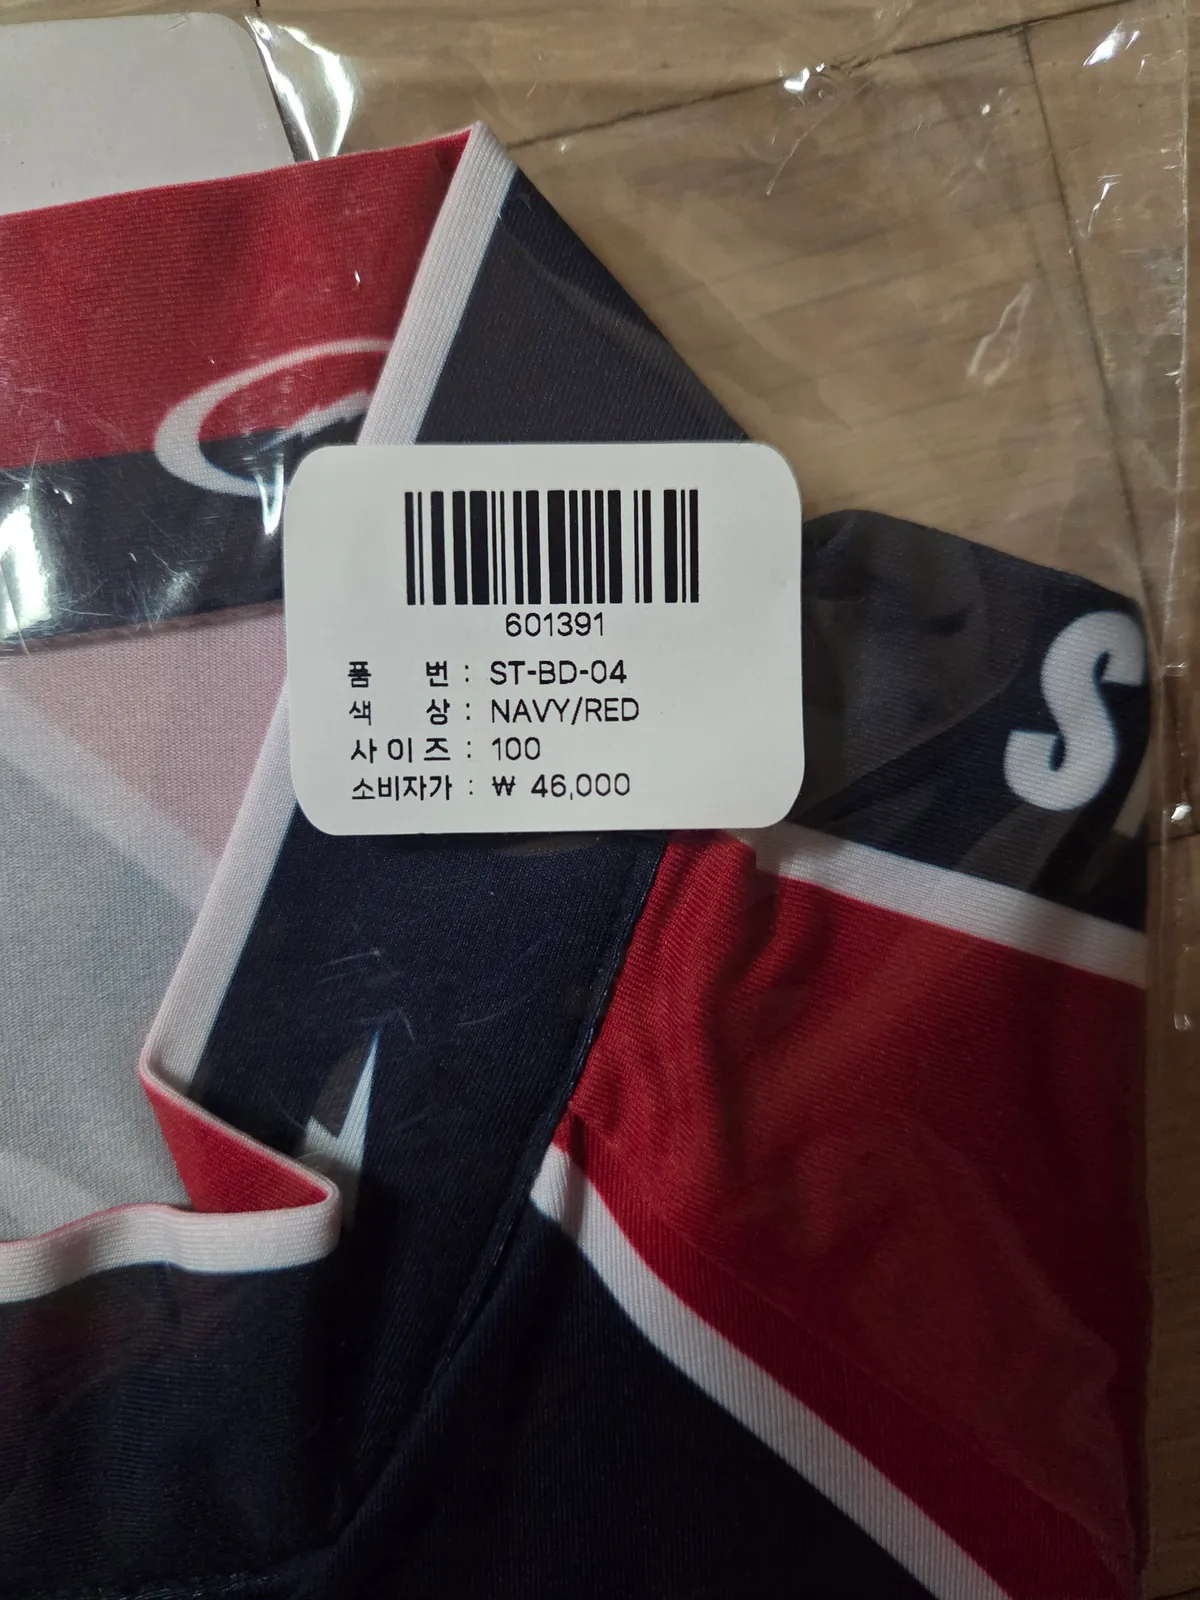 601391
품 번 : ST-BD-04
색 상 : NAVY/RED
사이즈 : 100
소비자가 : ₩ 46,000
S